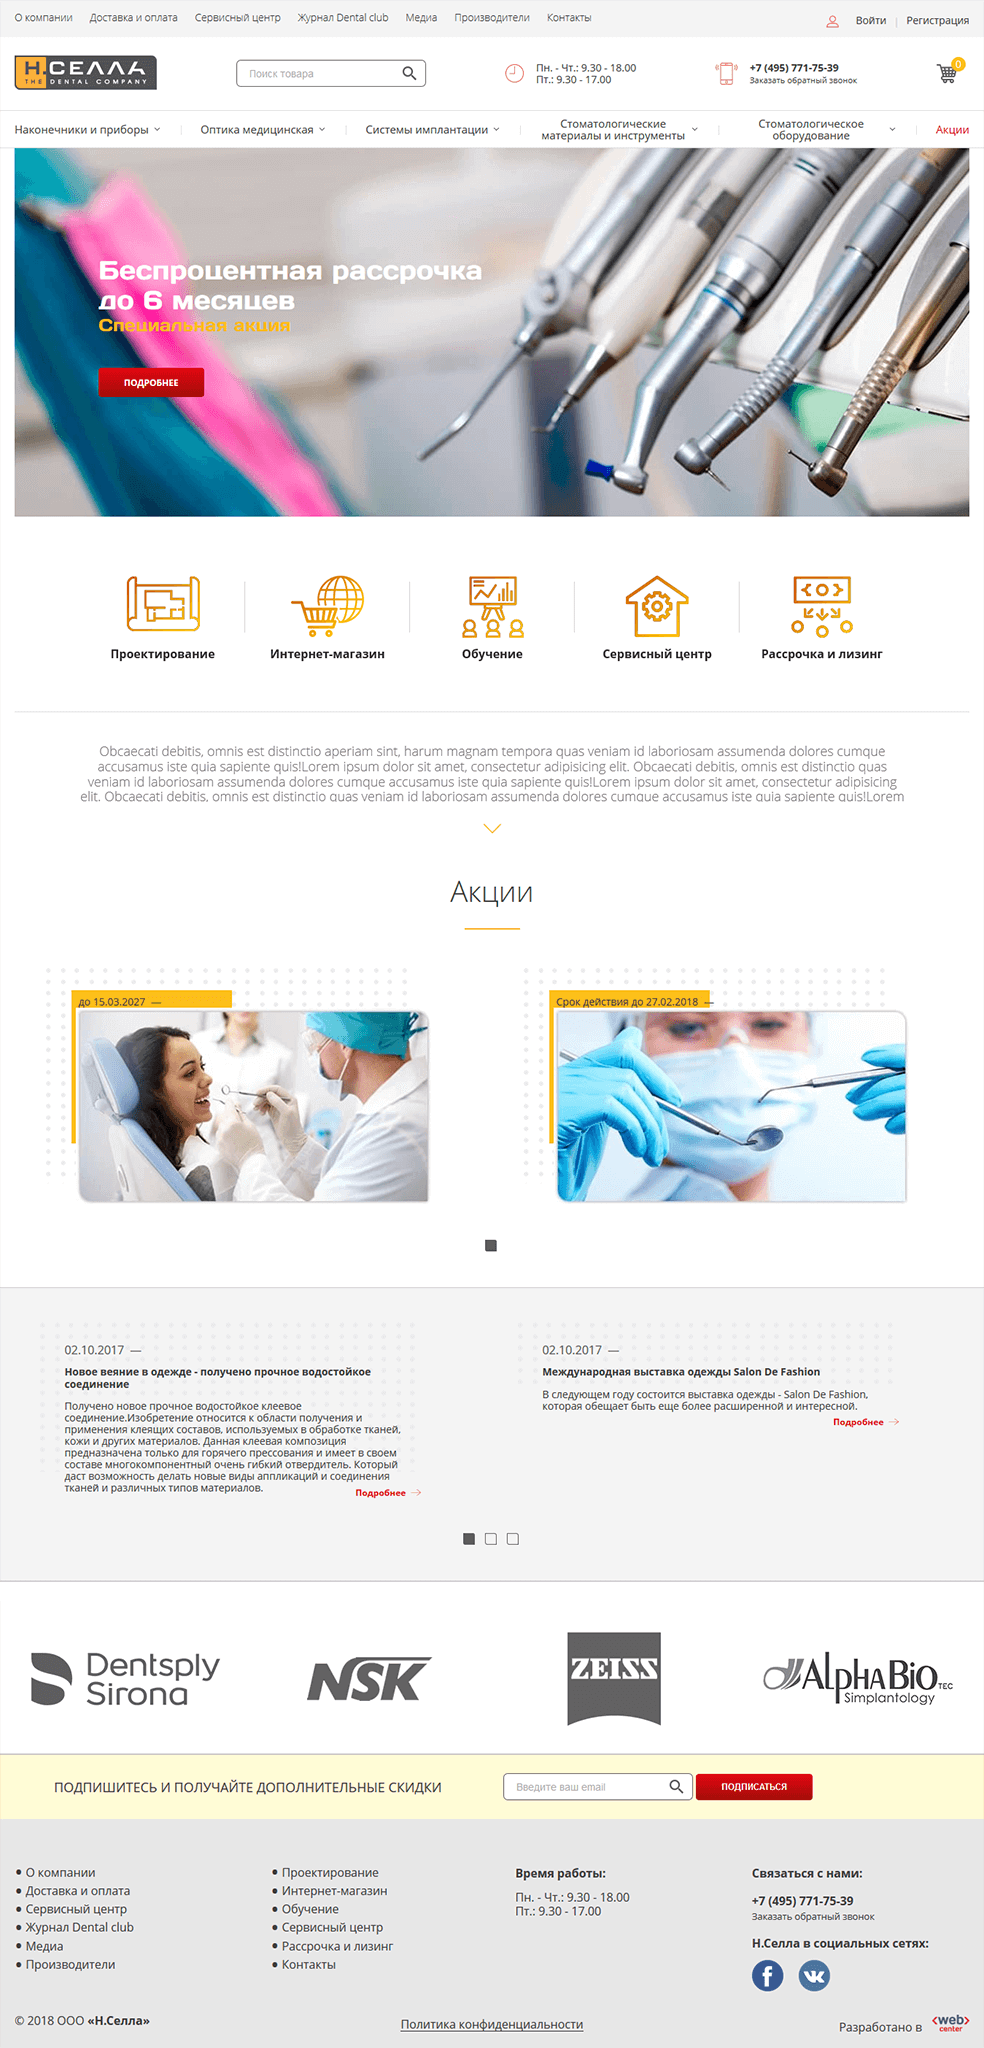 О компании Доставка и оплата Сервисный центр Журнал Dental club Медиа Производители Контакты Войти Регистрация
Н.СЕЛЛА
THE DENTAL COMPANY
Поиск товара
Пн. - Чт.: 9.30 - 18.00
Пт.: 9.30 - 17.00
+7 (495) 771-75-39
Заказать обратный звонок
0
Наконечники и приборы Оптика медицинская Системы имплантации Стоматологические материалы и инструменты Стоматологическое оборудование Акции
Беспроцентная рассрочка
до 6 месяцев
Специальная акция
ПОДРОБНЕЕ
Проектирование Интернет-магазин Обучение Сервисный центр Рассрочка и лизинг
Obcaecati debitis, omnis est distinctio aperiam sint, harum magnam tempora quas veniam id laboriosam assumenda dolores cumque
accusamus iste quia sapiente quis!Lorem ipsum dolor sit amet, consectetur adipisicing elit. Obcaecati debitis, omnis est distinctio quas
veniam id laboriosam assumenda dolores cumque accusamus iste quia sapiente quis!Lorem ipsum dolor sit amet, consectetur adipisicing
elit. Obcaecati debitis, omnis est distinctio quas veniam id laboriosam assumenda dolores cumque accusamus iste quia sapiente quis!Lorem
Акции
до 15.03.2027 —
Срок действия до 27.02.2018 —
02.10.2017 —
Новое веяние в одежде - получено прочное водостойкое
соединение
Получено новое прочное водостойкое клеевое
соединение.Изобретение относится к области получения и
применения клеящих составов, используемых в обработке тканей,
кожи и других материалов. Данная клеевая композиция
предназначена только для горячего прессования и имеет в своем
составе многокомпонентный очень гибкий отвердитель. Который
даст возможность делать новые виды аппликаций и соединения
тканей и различных типов материалов.
Подробнее
02.10.2017 —
Международная выставка одежды Salon De Fashion
В следующем году состоится выставка одежды - Salon De Fashion,
которая обещает быть еще более расширенной и интересной.
Подробнее
Dentsply
Sirona
NSK
ZEISS
AlphaBio TEC
Simplantology
ПОДПИШИТЕСЬ И ПОЛУЧАЙТЕ ДОПОЛНИТЕЛЬНЫЕ СКИДКИ
Введите ваш email
ПОДПИСАТЬСЯ
О компании
Доставка и оплата
Сервисный центр
Журнал Dental club
Медиа
Производители
Проектирование
Интернет-магазин
Обучение
Сервисный центр
Рассрочка и лизинг
Контакты
Время работы:
Пн. - Чт.: 9.30 - 18.00
Пт.: 9.30 - 17.00
Связаться с нами:
+7 (495) 771-75-39
Заказать обратный звонок
Н.Селла в социальных сетях:
© 2018 ООО «Н.Селла»
Политика конфиденциальности
Разработано в
<web>
center